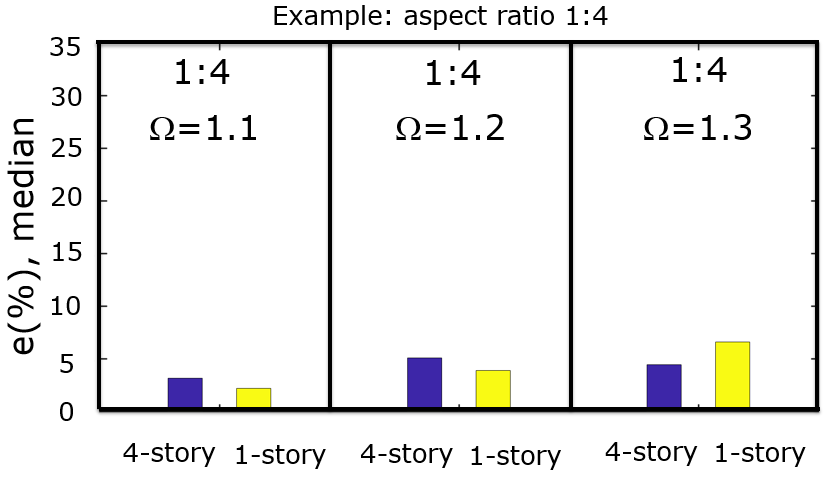 Example: aspect ratio 1:4
e(%), median
35
30
25
20
15
10
5
0
1:4
Ω=1.1
1:4
Ω=1.2
1:4
Ω=1.3
4-story 1-story
4-story 1-story
4-story 1-story